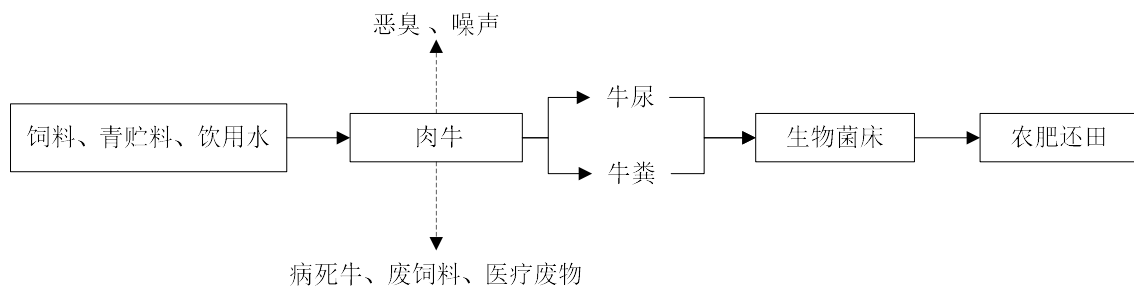 恶臭、噪声
饲料、青贮料、饮用水
肉牛
牛尿
牛粪
生物菌床
农肥还田
病死牛、废饲料、医疗废物